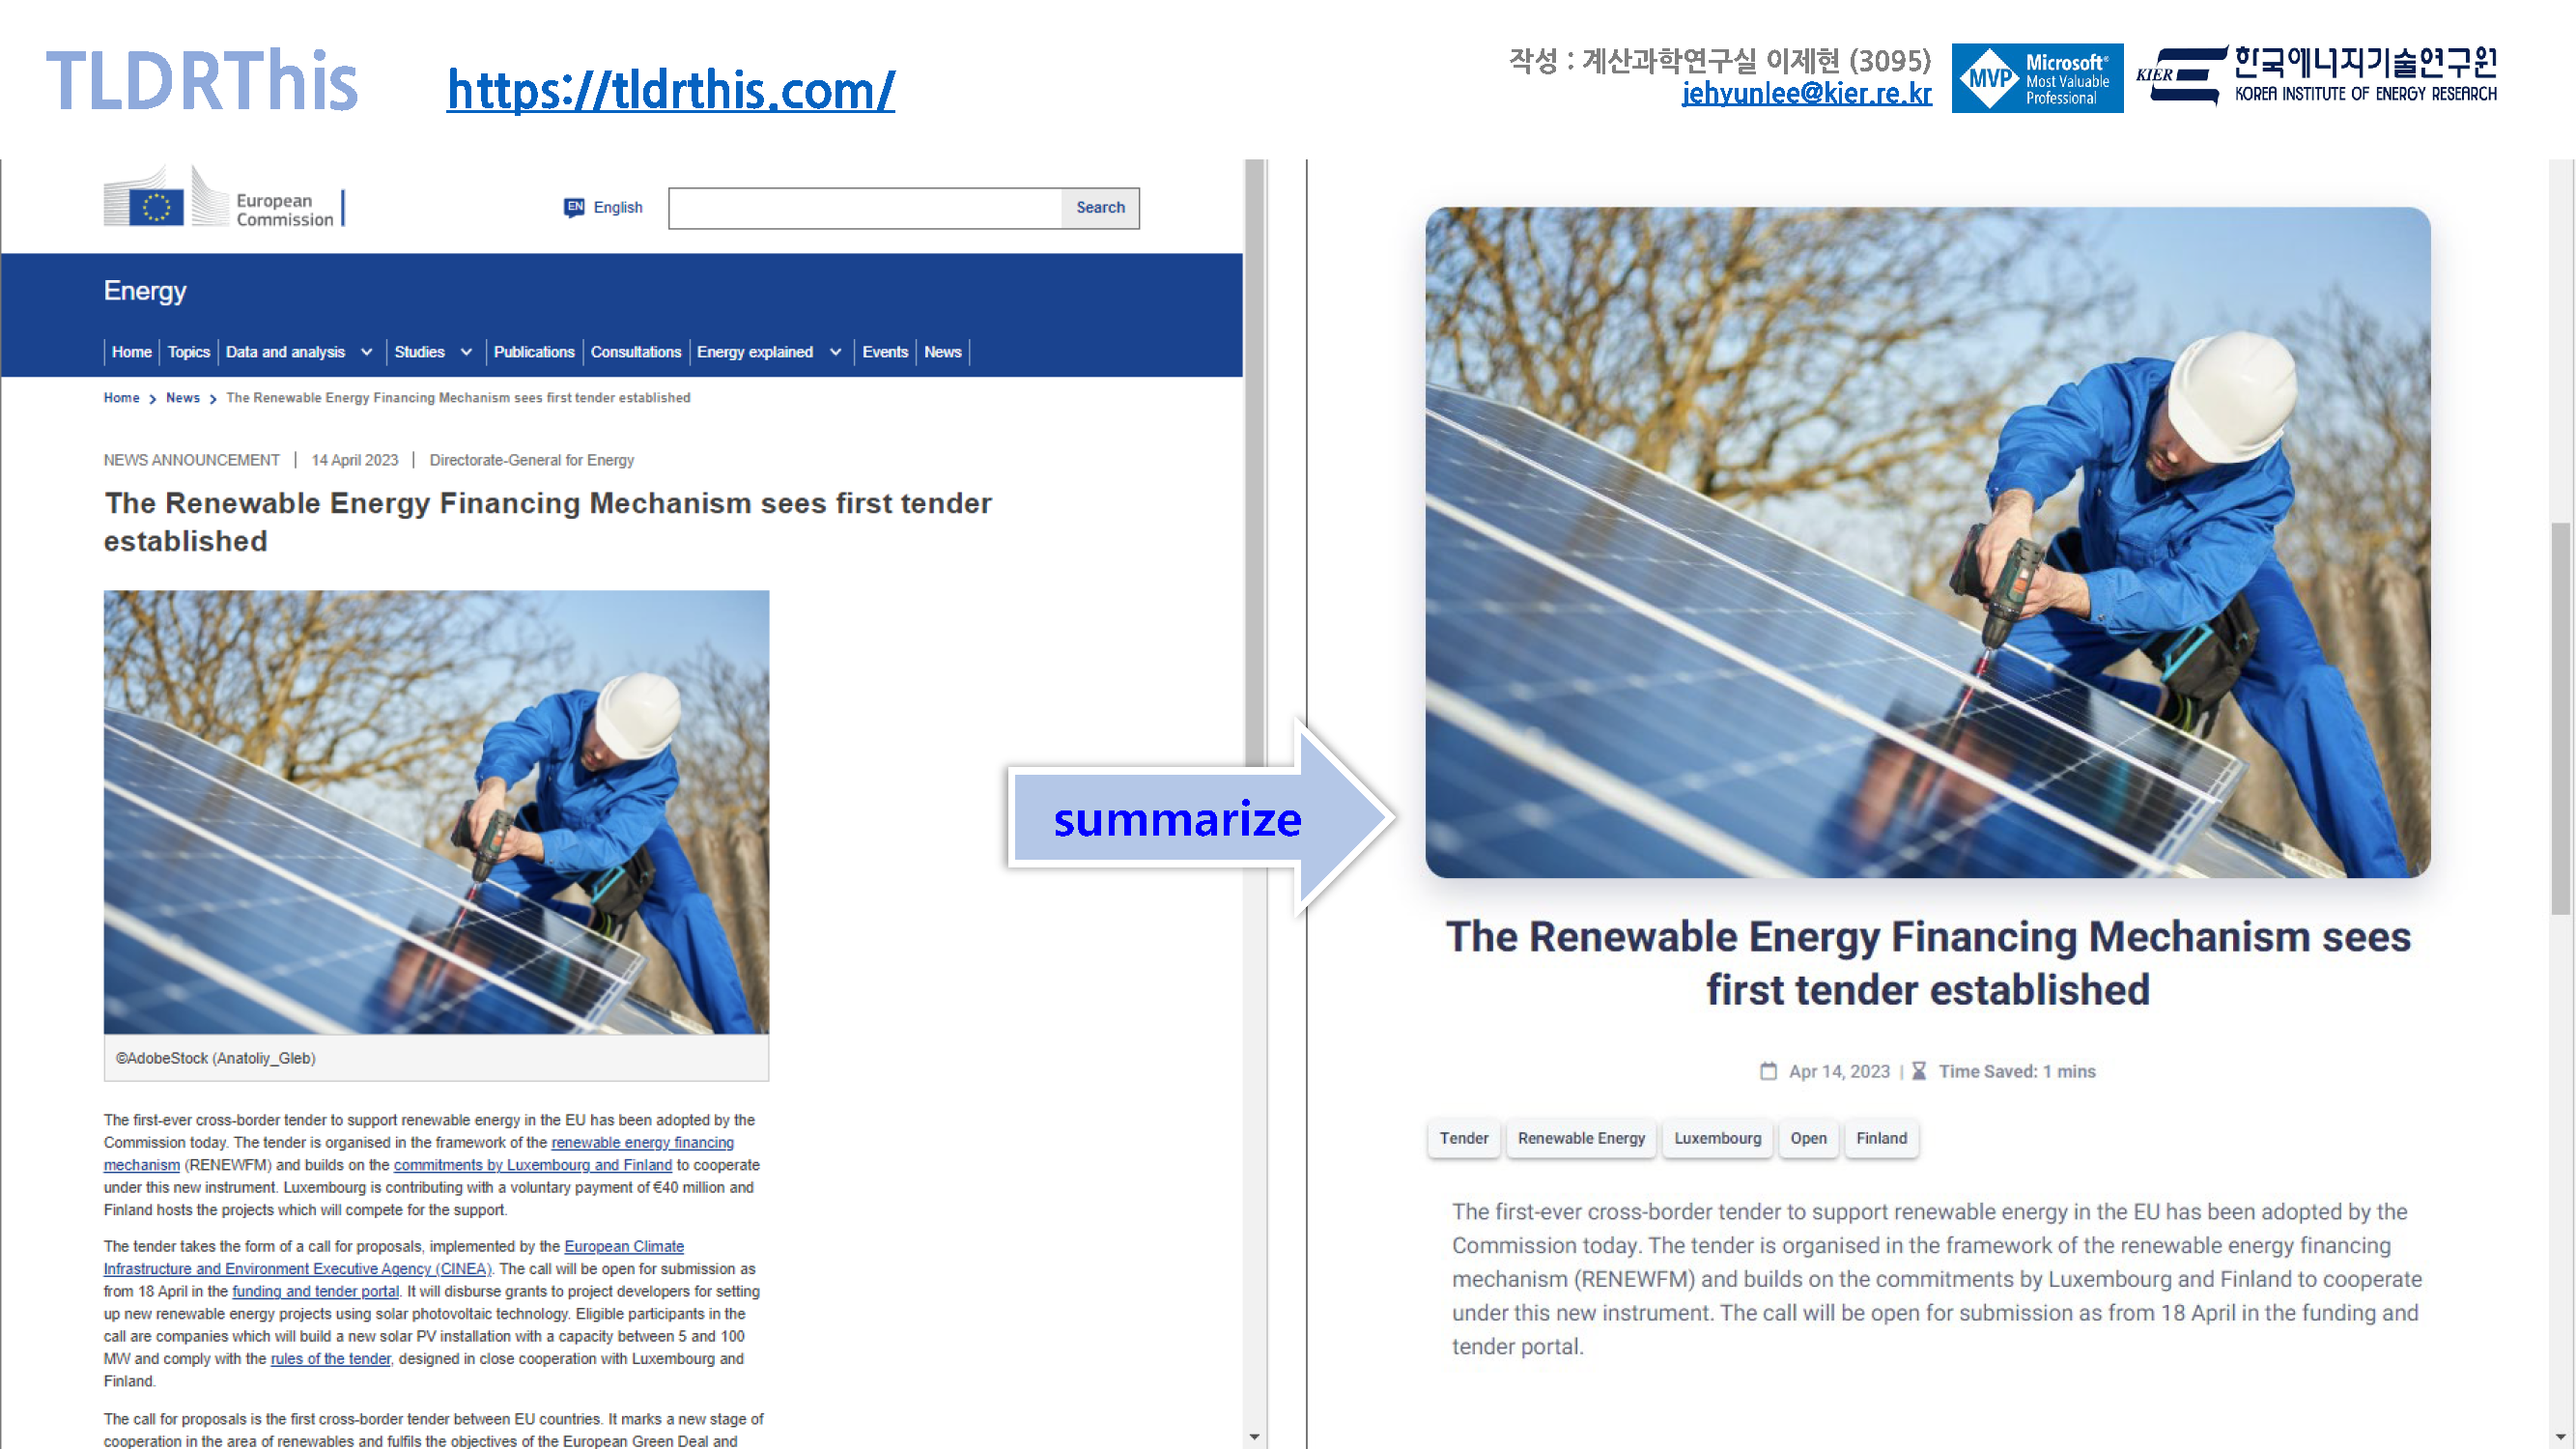 TLDRThis
https://tldrthis.com/
작성 : 계산과학연구실 이제현 (3095)
jehyunlee@kier.re.kr
MVP
Microsoft®
Most Valuable
Professional
KIER
한국에너지기술연구원
KOREA INSTITUTE OF ENERGY RESEARCH
European
Commission
EN English
Search
Energy
Home Topics Data and analysis Studies Publications Consultations Energy explained Events News
Home > News > The Renewable Energy Financing Mechanism sees first tender established
NEWS ANNOUNCEMENT | 14 April 2023 | Directorate-General for Energy
The Renewable Energy Financing Mechanism sees first tender
established
©AdobeStock (Anatoliy_Gleb)
The first-ever cross-border tender to support renewable energy in the EU has been adopted by the
Commission today. The tender is organised in the framework of the renewable energy financing
mechanism (RENEWFM) and builds on the commitments by Luxembourg and Finland to cooperate
under this new instrument. Luxembourg is contributing with a voluntary payment of €40 million and
Finland hosts the projects which will compete for the support.
The tender takes the form of a call for proposals, implemented by the European Climate
Infrastructure and Environment Executive Agency (CINEA). The call will be open for submission as
from 18 April in the funding and tender portal. It will disburse grants to project developers for setting
up new renewable energy projects using solar photovoltaic technology. Eligible participants in the
call are companies which will build a new solar PV installation with a capacity between 5 and 100
MW and comply with the rules of the tender, designed in close cooperation with Luxembourg and
Finland.
The call for proposals is the first cross-border tender between EU countries. It marks a new stage of
cooperation in the area of renewables and fulfils the objectives of the European Green Deal and
summarize
The Renewable Energy Financing Mechanism sees
first tender established
Apr 14, 2023 | Time Saved: 1 mins
Tender Renewable Energy Luxembourg Open Finland
The first-ever cross-border tender to support renewable energy in the EU has been adopted by the
Commission today. The tender is organised in the framework of the renewable energy financing
mechanism (RENEWFM) and builds on the commitments by Luxembourg and Finland to cooperate
under this new instrument. The call will be open for submission as from 18 April in the funding and
tender portal.